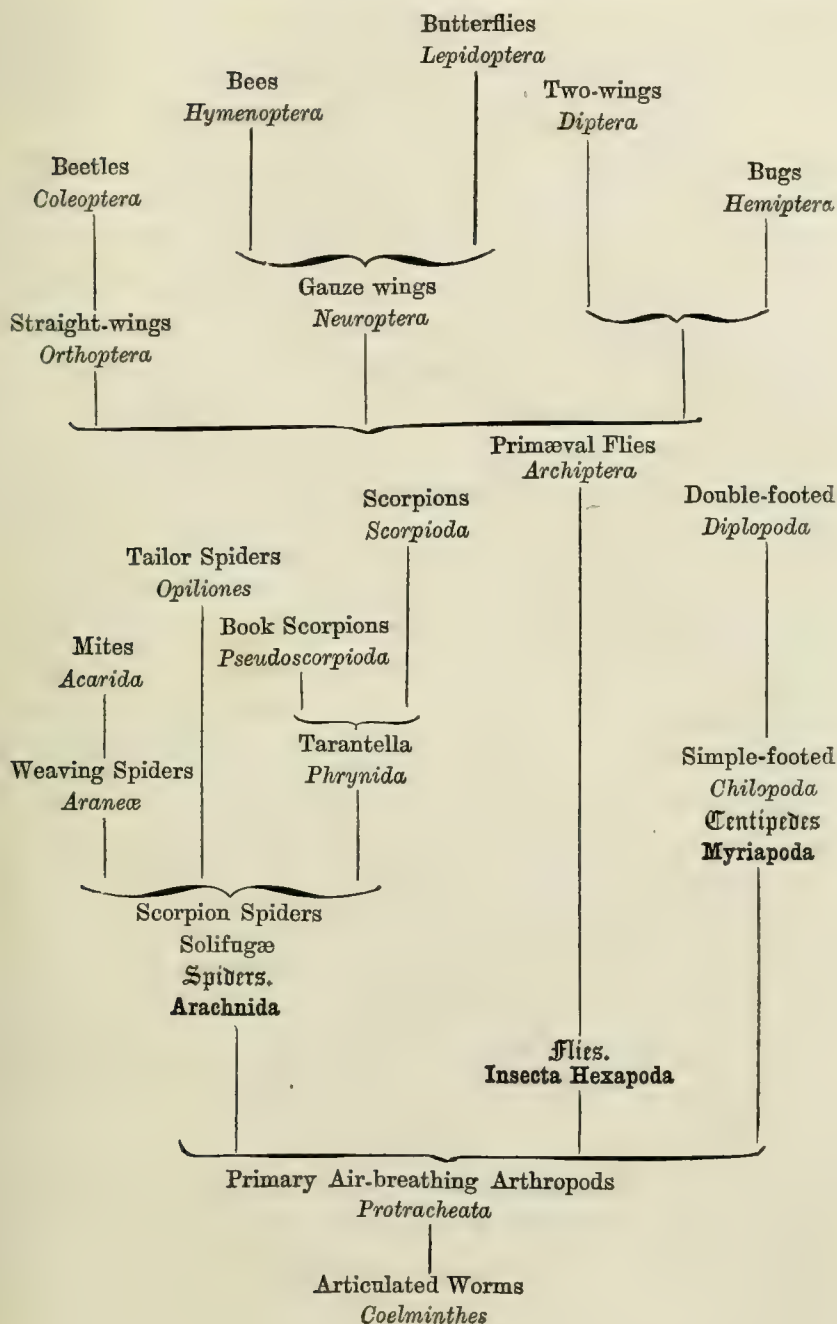 Butterflies
Lepidoptera
Bees
Hymenoptera
Two-wings
Diptera
Beetles
Coleoptera
Bugs
Hemiptera
Gauze wings
Neuroptera
Straight-wings
Orthoptera
Primæval Flies
Archiptera
Scorpions
Scorpioda
Double-footed
Diplopoda
Tailor Spiders
Opiliones
Book Scorpions
Pseudoscorpioda
Mites
Acarida
Tarantella
Phrynida
Weaving Spiders
Araneæ
Simple-footed
Chilopoda
Centipedes
Myriapoda
Scorpion Spiders
Solifugæ
Spiders.
Arachnida
Flies.
Insecta Hexapoda
Primary Air-breathing Arthropods
Protracheata
Articulated Worms
Coelminthes